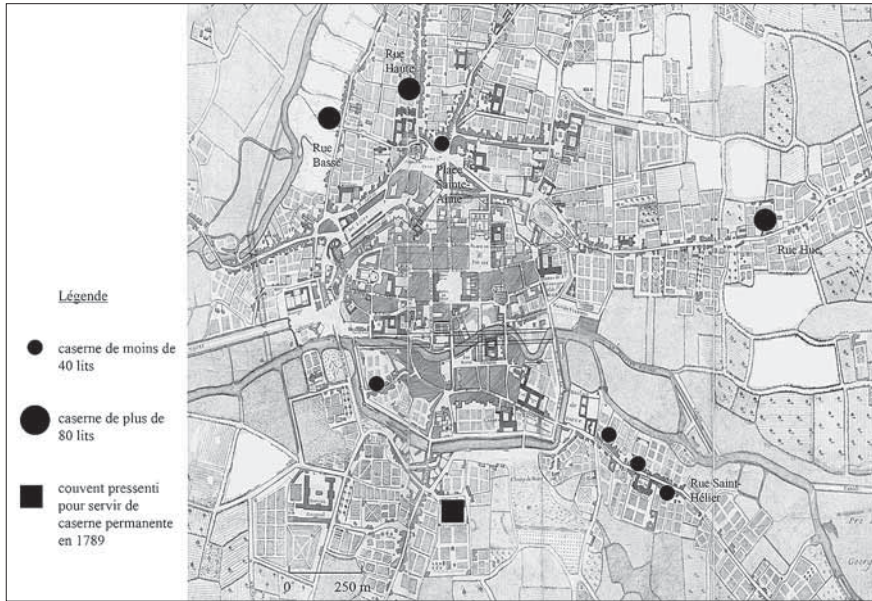 Légende
caserne de moins de
40 lits
caserne de plus de
80 lits
couvent pressenti
pour servir de
caserne permanente
en 1789
Rue
Haute
Rue
Basse
Place
Sainte-
Anne
Rue Hue
Rue Saint-
Hélier
0
250 m